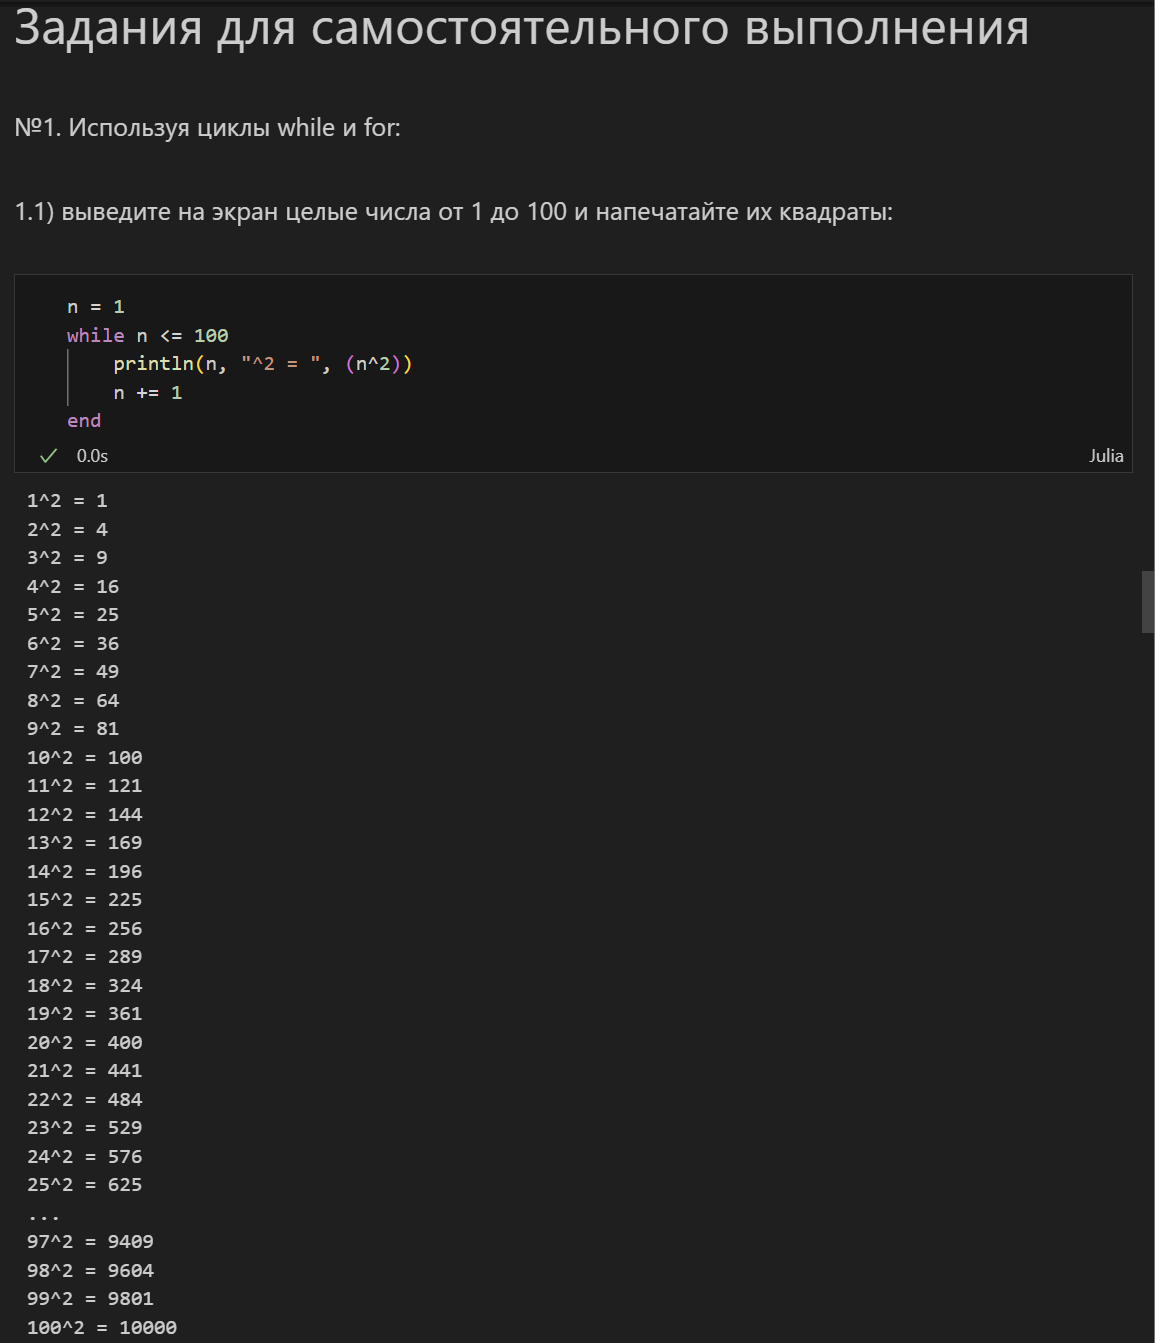 Задания для самостоятельного выполнения
№1. Используя циклы while и for:
1.1) выведите на экран целые числа от 1 до 100 и напечатайте их квадраты:
n = 1
while n <= 100
    println(n, "^2 = ", (n^2))
    n += 1
end
0.0s
Julia
1^2 = 1
2^2 = 4
3^2 = 9
4^2 = 16
5^2 = 25
6^2 = 36
7^2 = 49
8^2 = 64
9^2 = 81
10^2 = 100
11^2 = 121
12^2 = 144
13^2 = 169
14^2 = 196
15^2 = 225
16^2 = 256
17^2 = 289
18^2 = 324
19^2 = 361
20^2 = 400
21^2 = 441
22^2 = 484
23^2 = 529
24^2 = 576
25^2 = 625
...
97^2 = 9409
98^2 = 9604
99^2 = 9801
100^2 = 10000